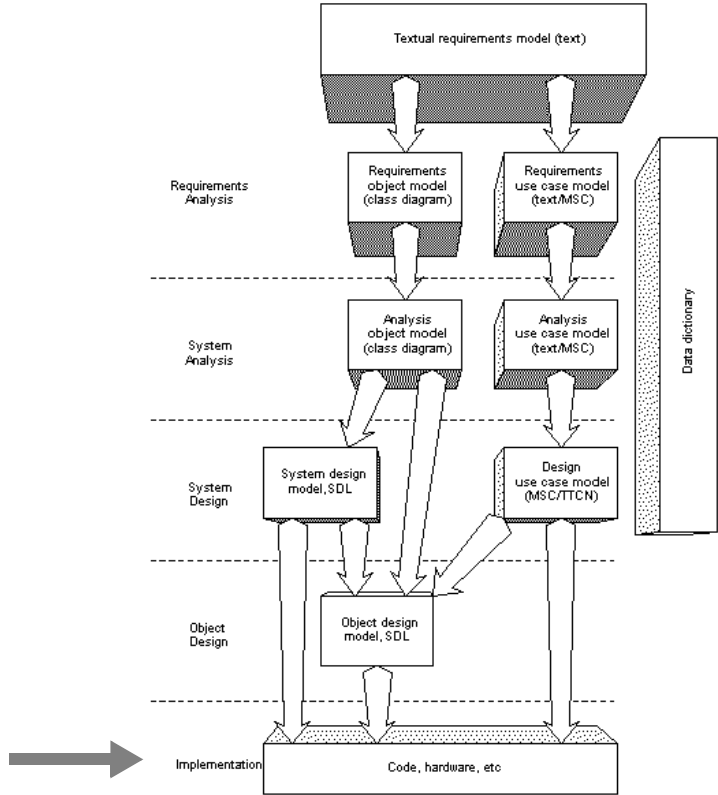 Textual requirements model (text)
Requirements
Analysis
Requirements
object model
(class diagram)
Requirements
use case model
(text/MSC)
Data dictionary
System
Analysis
Analysis
object model
(class diagram)
Analysis
use case model
(text/MSC)
System
Design
System design
model, SDL
Design
use case model
(MSC/TTCN)
Object
Design
Object design
model, SDL
Implementation
Code, hardware, etc